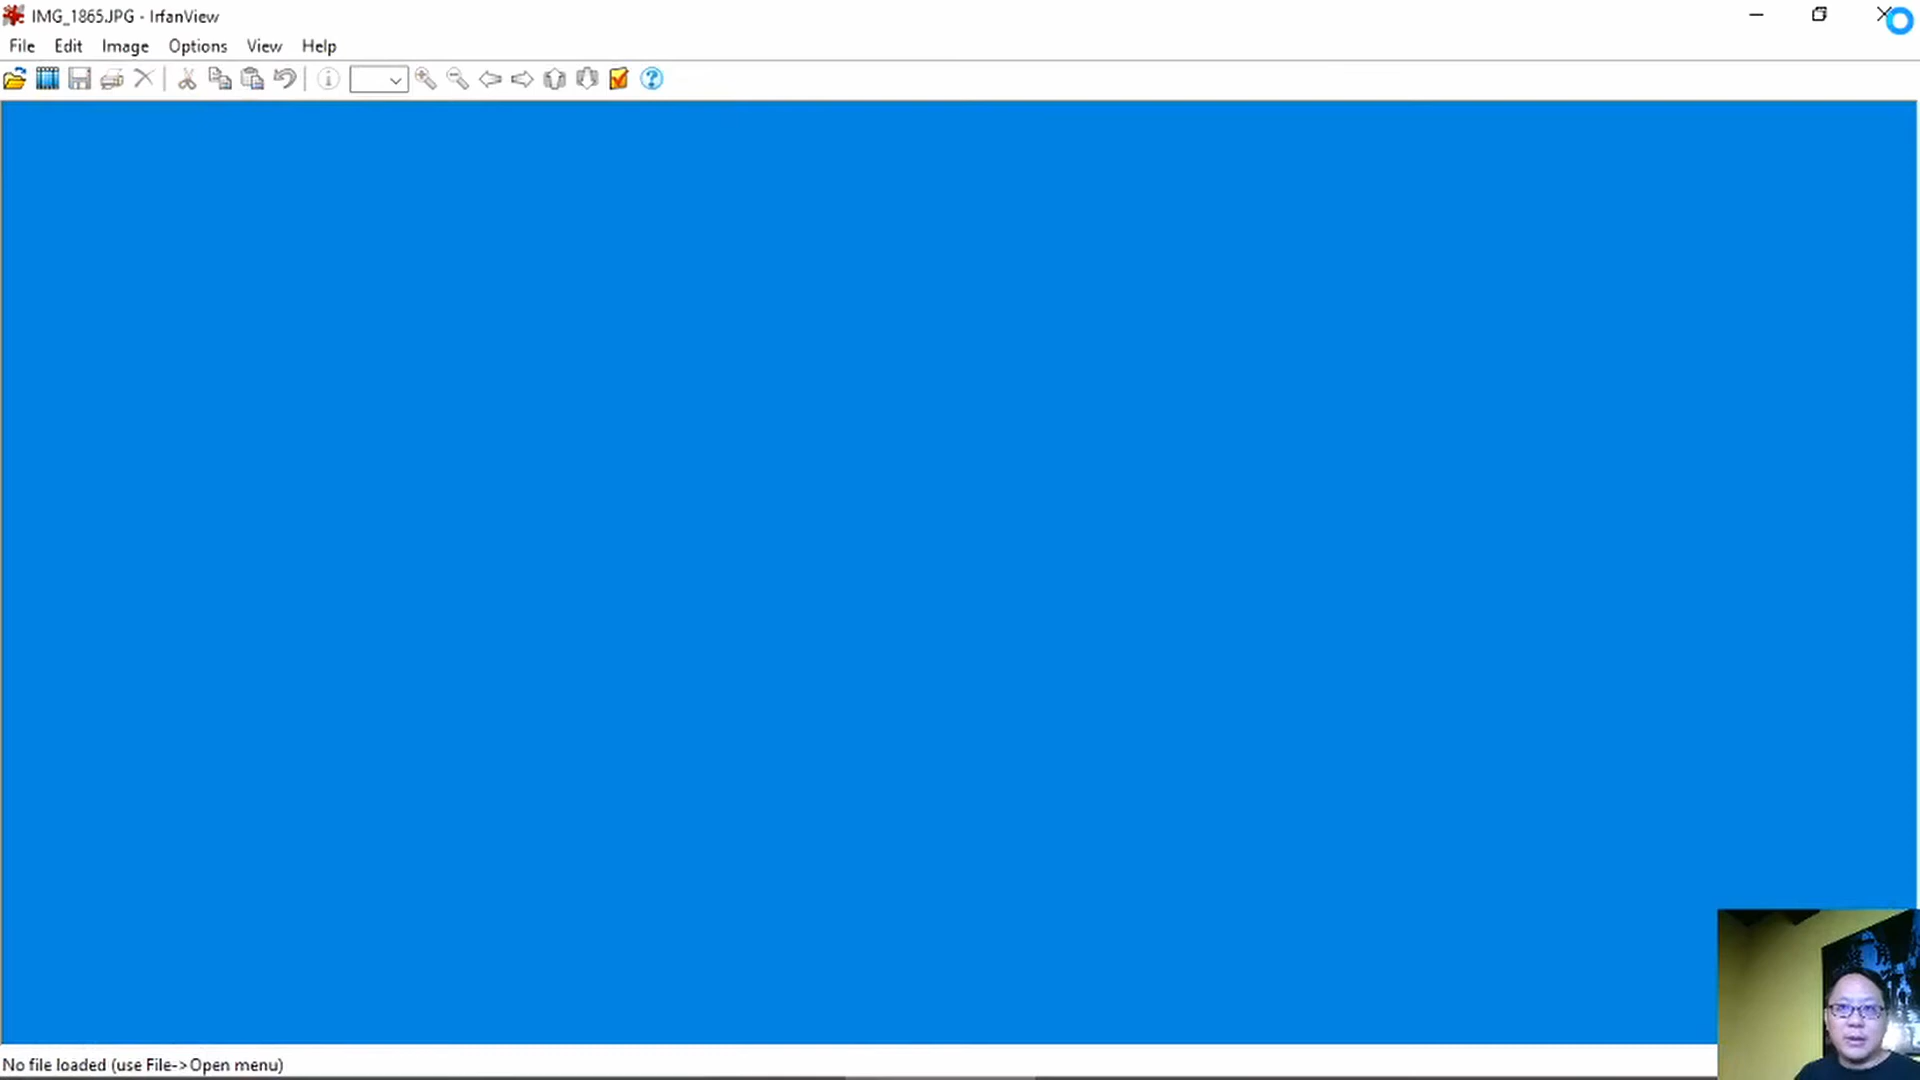 IMG_1865.JPG - IrfanView
File Edit Image Options View Help
No file loaded (use File->Open menu)